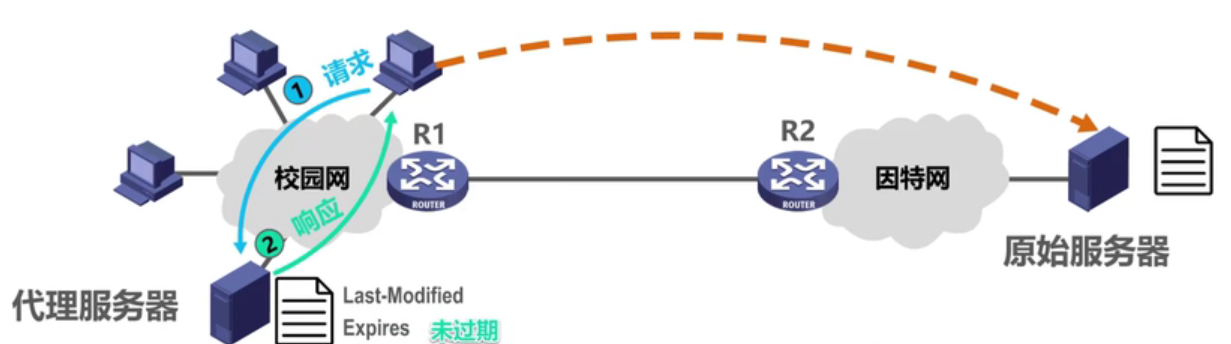 ① 请求
R1
R2
校园网
ROUTER
ROUTER
因特网
② 响应
原始服务器
代理服务器
Last-Modified
Expires 未过期